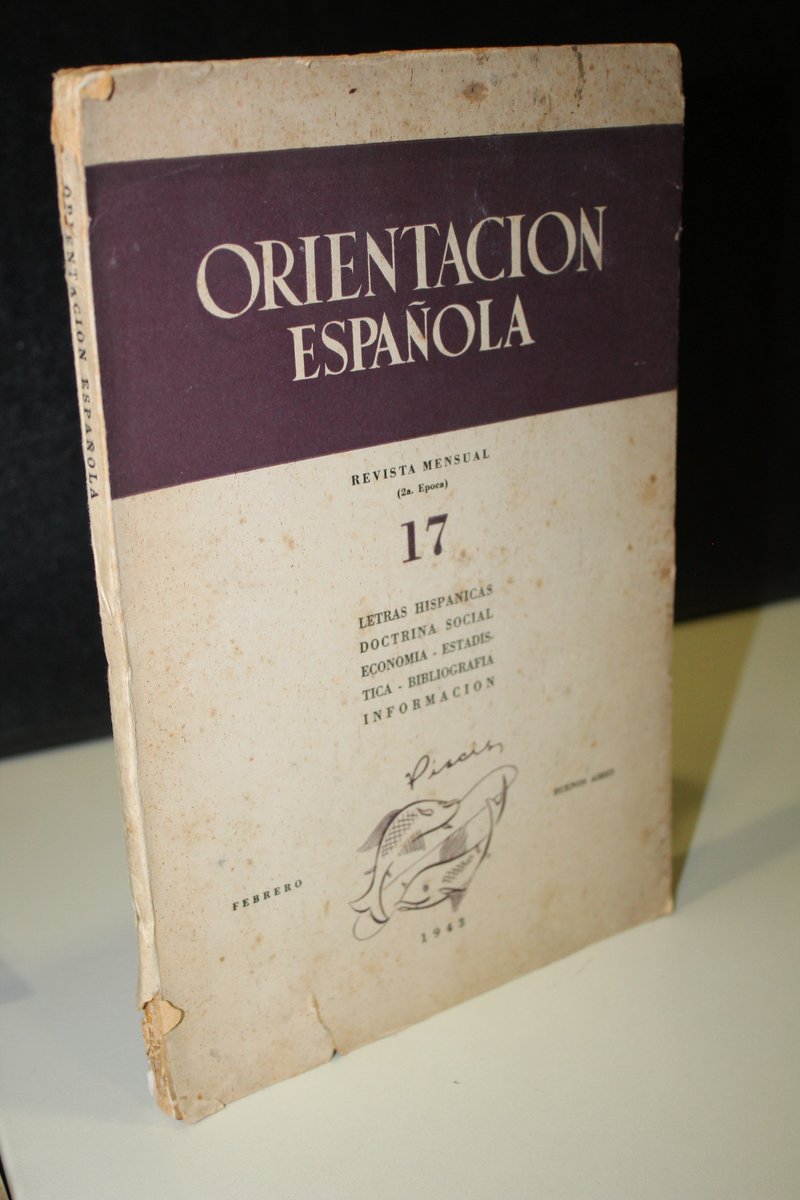 ORIENTACION ESPAÑOLA
ORIENTACION
ESPAÑOLA
REVISTA MENSUAL
(2a. Epoca)
17
LETRAS HISPANICAS
DOCTRINA SOCIAL
ECONOMIA - ESTADIS-
TICA - BIBLIOGRAFIA
INFORMACION
Piscis
FEBRERO
BUENOS AIRES
1943